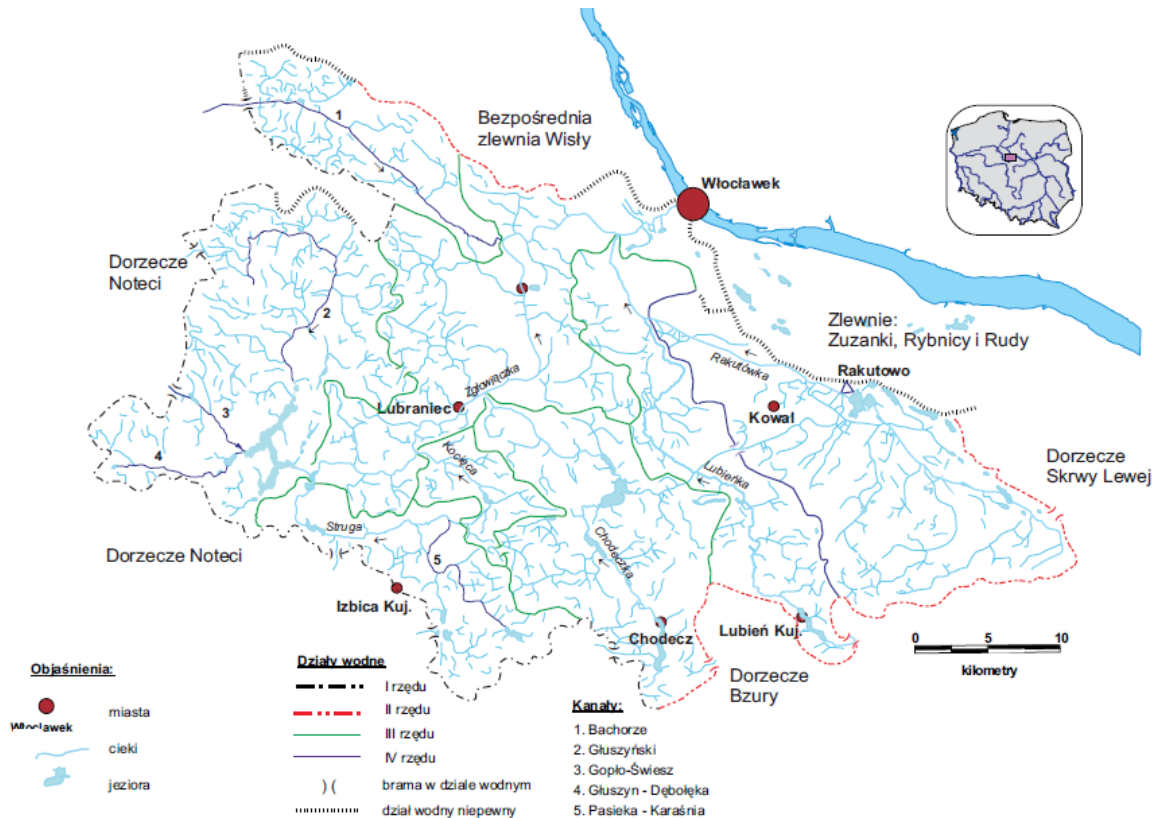 1
Bezpośrednia
zlewnia Wisły
Włocławek
Dorzecze
Noteci
2
Zlewnie:
Zuzanki, Rybnicy i Rudy
Rakutówka
Rakutowo
Zgłowiączka
3
Lubraniec
Kowal
4
Kocięca
Lubieńka
Dorzecze
Skrwy Lewej
Struga
Dorzecze Noteci
Chodeczka
5
Izbica Kuj.
Chodecz
Lubień Kuj.
0 5 10
kilometry
Dorzecze
Bzury
Objaśnienia:
Włocławek
miasta
cieki
jeziora
Działy wodne
I rzędu
II rzędu
III rzędu
IV rzędu
) ( brama w dziale wodnym
dział wodny niepewny
Kanały:
1. Bachorze
2. Głuszyński
3. Gopło-Świesz
4. Głuszyn - Dębołęka
5. Pasieka - Karaśnia